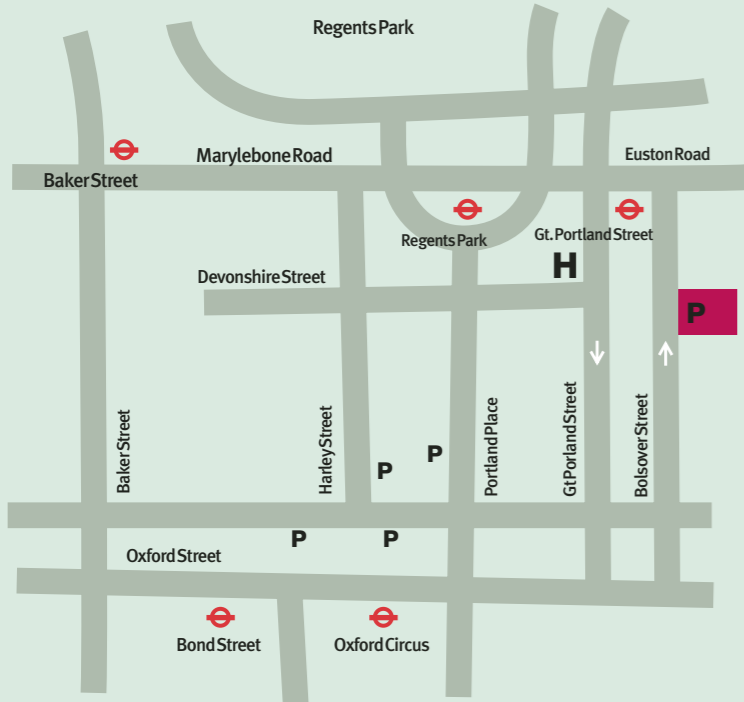 Regents Park
Marylebone Road
Euston Road
Baker Street
Regents Park
Gt. Portland Street
H
Devonshire Street
P
Baker Street
Harley Street
P
P
Portland Place
Gt Porland Street
Bolsover Street
P
P
Oxford Street
Bond Street
Oxford Circus